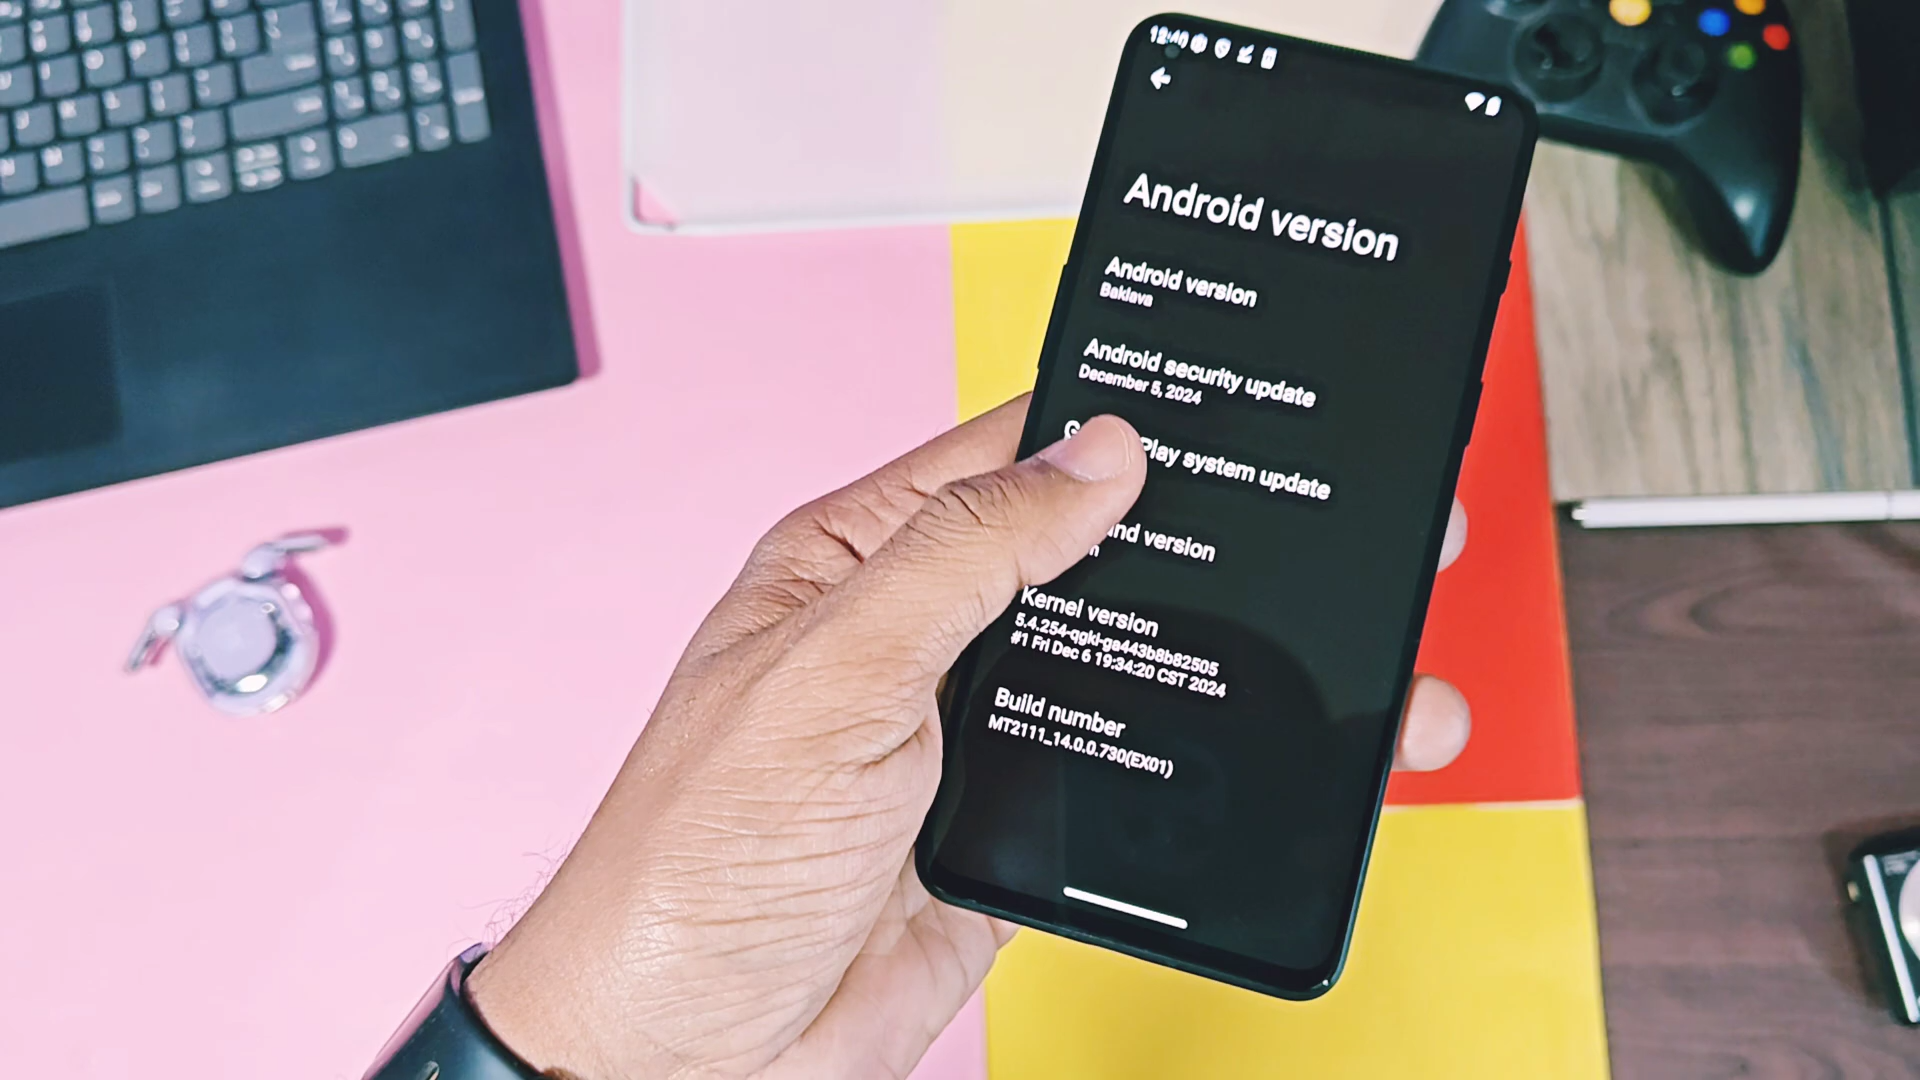 12:40
Android version
Android version
Baklava
Android security update
December 5, 2024
G Play system update
nd version
n
Kernel version
5.4.254-qgki-ga443b8b82505
#1 Fri Dec 6 19:34:20 CST 2024
Build number
MT2111_14.0.0.730(EX01)